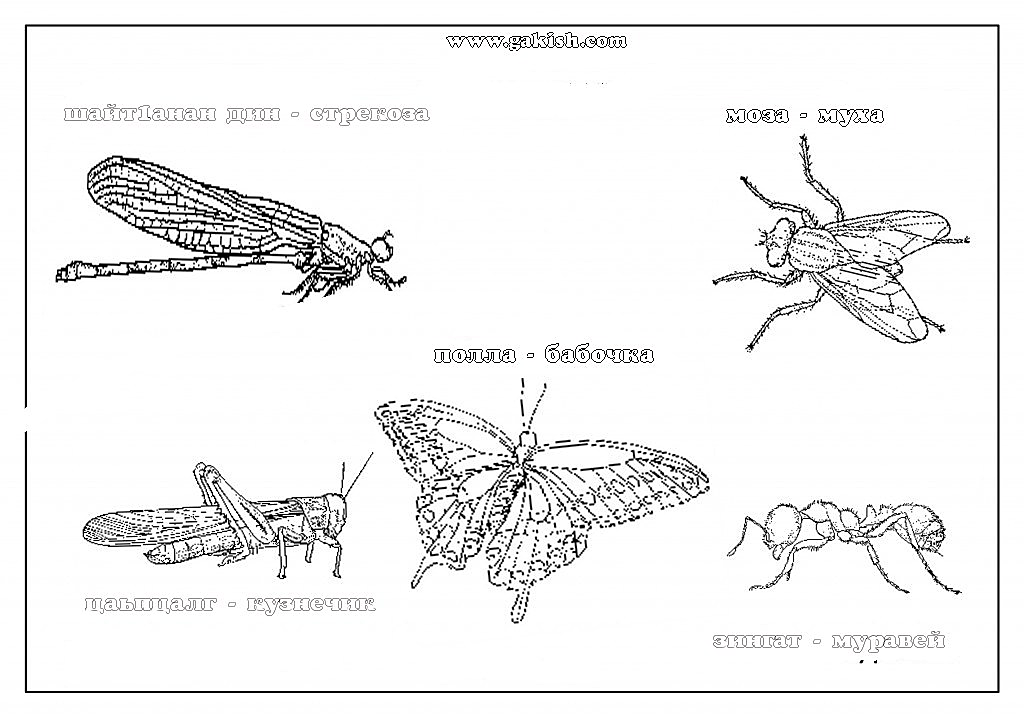 www.gakish.com
шайт1анан дин - стрекоза
моза - муха
полла - бабочка
цаьпцалг - кузнечик
зингат - муравей